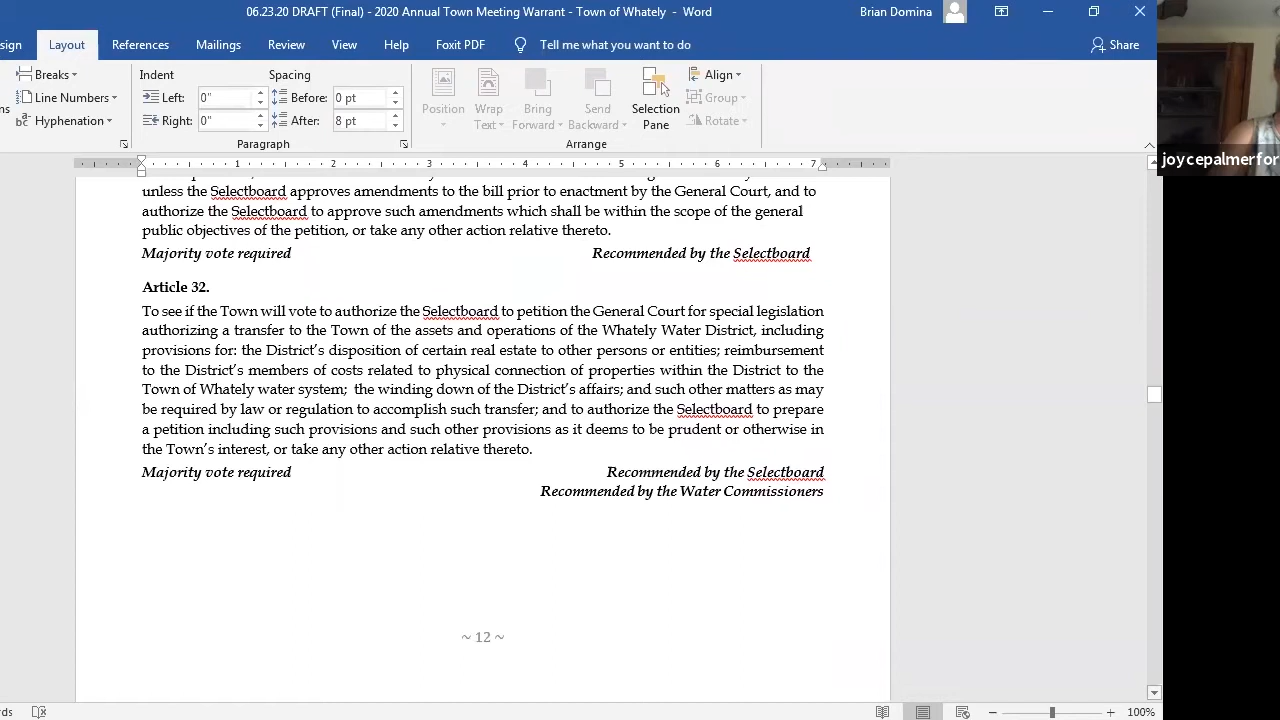 06.23.20 DRAFT (Final) - 2020 Annual Town Meeting Warrant - Town of Whately - Word
Brian Domina
sign Layout References Mailings Review View Help Foxit PDF Tell me what you want to do Share
Breaks
Line Numbers
Hyphenation
Indent
Left: 0"
Right: 0"
Spacing
Before: 0 pt
After: 8 pt
Paragraph
Position
Wrap Text
Bring Forward
Send Backward
Selection Pane
Align
Group
Rotate
Arrange
joycepalmerfor
1 2 3 4 5 6 7
unless the Selectboard approves amendments to the bill prior to enactment by the General Court, and to
authorize the Selectboard to approve such amendments which shall be within the scope of the general
public objectives of the petition, or take any other action relative thereto.
Majority vote required Recommended by the Selectboard
Article 32.
To see if the Town will vote to authorize the Selectboard to petition the General Court for special legislation
authorizing a transfer to the Town of the assets and operations of the Whately Water District, including
provisions for: the District's disposition of certain real estate to other persons or entities; reimbursement
to the District's members of costs related to physical connection of properties within the District to the
Town of Whately water system; the winding down of the District's affairs; and such other matters as may
be required by law or regulation to accomplish such transfer; and to authorize the Selectboard to prepare
a petition including such provisions and such other provisions as it deems to be prudent or otherwise in
the Town's interest, or take any other action relative thereto.
Majority vote required Recommended by the Selectboard
Recommended by the Water Commissioners
~ 12 ~
100%